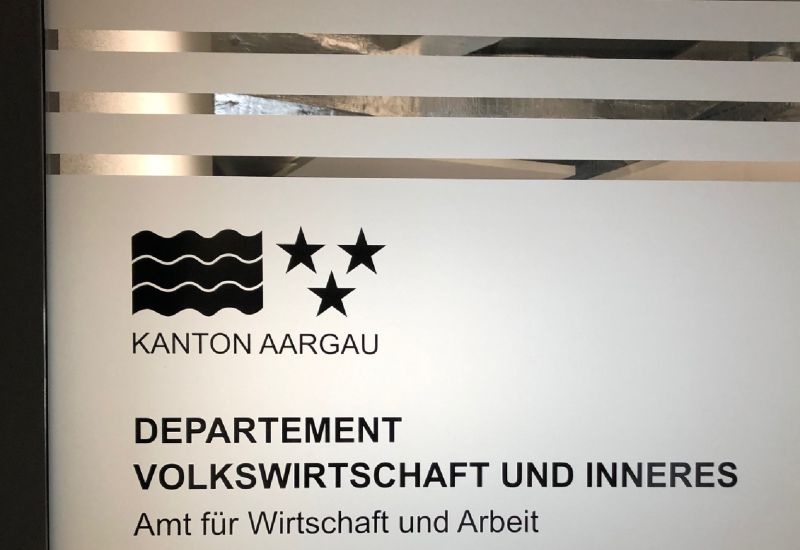 KANTON AARGAU
DEPARTEMENT
VOLKSWIRTSCHAFT UND INNERES
Amt für Wirtschaft und Arbeit